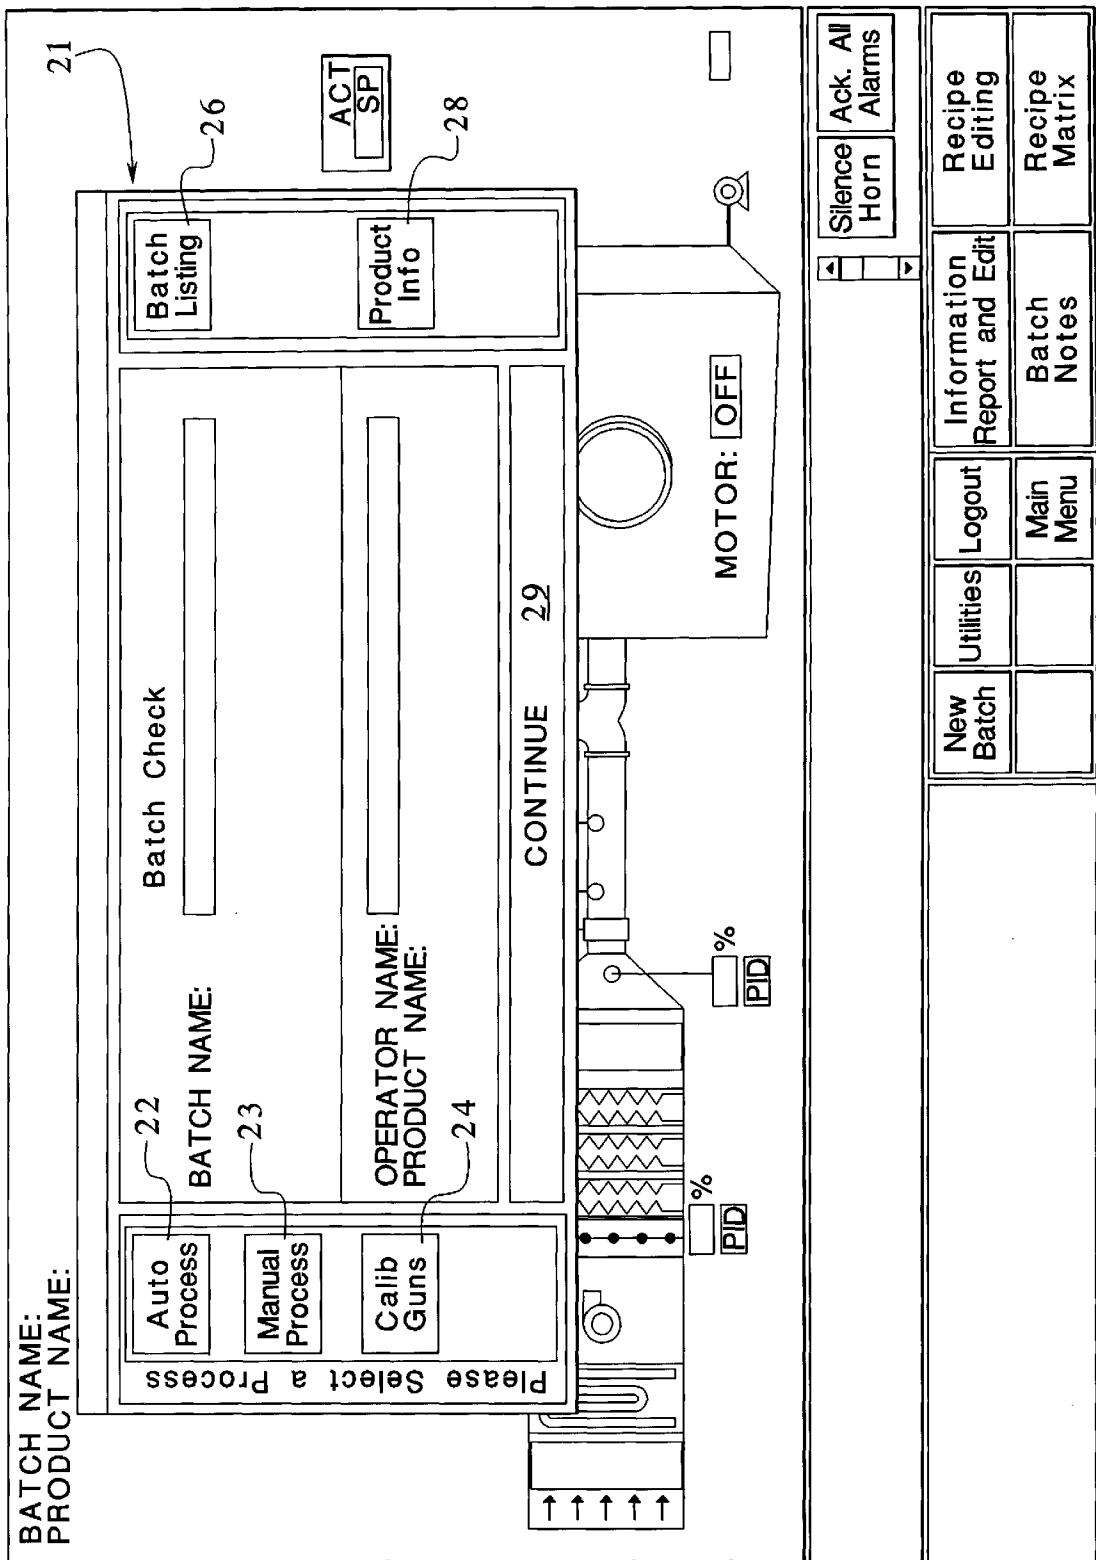 BATCH NAME:
PRODUCT NAME:
21
Please Select a Process
Auto
Process
22
Manual
Process
23
Calib
Guns
24
Batch Check
BATCH NAME:
OPERATOR NAME:
PRODUCT NAME:
CONTINUE 29
Batch
Listing
26
Product
Info
28
ACT
SP
MOTOR: OFF
%
PID
%
PID
Silence
Horn
Ack. All
Alarms
New
Batch
Utilities
Logout
Information
Report and Edit
Recipe
Editing
Main
Menu
Batch
Notes
Recipe
Matrix